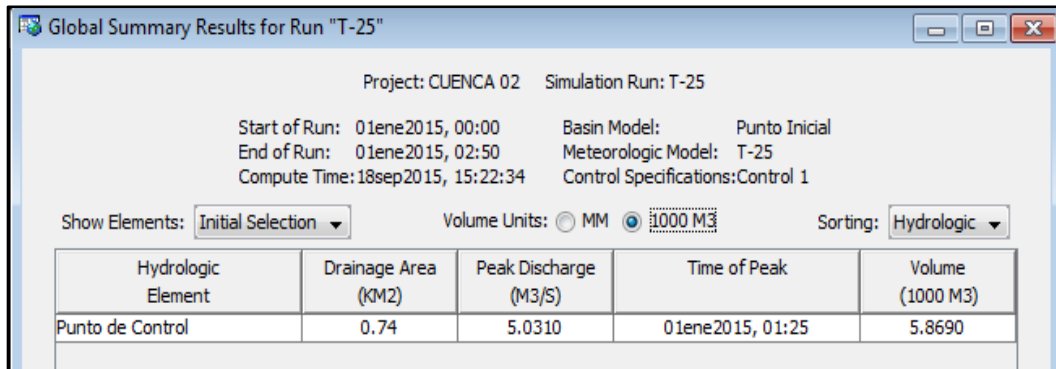 Global Summary Results for Run "T-25"
Project: CUENCA 02 Simulation Run: T-25
Start of Run: 01ene2015, 00:00 Basin Model: Punto Inicial
End of Run: 01ene2015, 02:50 Meteorologic Model: T-25
Compute Time:18sep2015, 15:22:34 Control Specifications:Control 1
Show Elements: Initial Selection Volume Units: MM 1000 M3 Sorting: Hydrologic
Hydrologic Drainage Area Peak Discharge Time of Peak Volume
Element (KM2) (M3/S) (1000 M3)
Punto de Control 0.74 5.0310 01ene2015, 01:25 5.8690